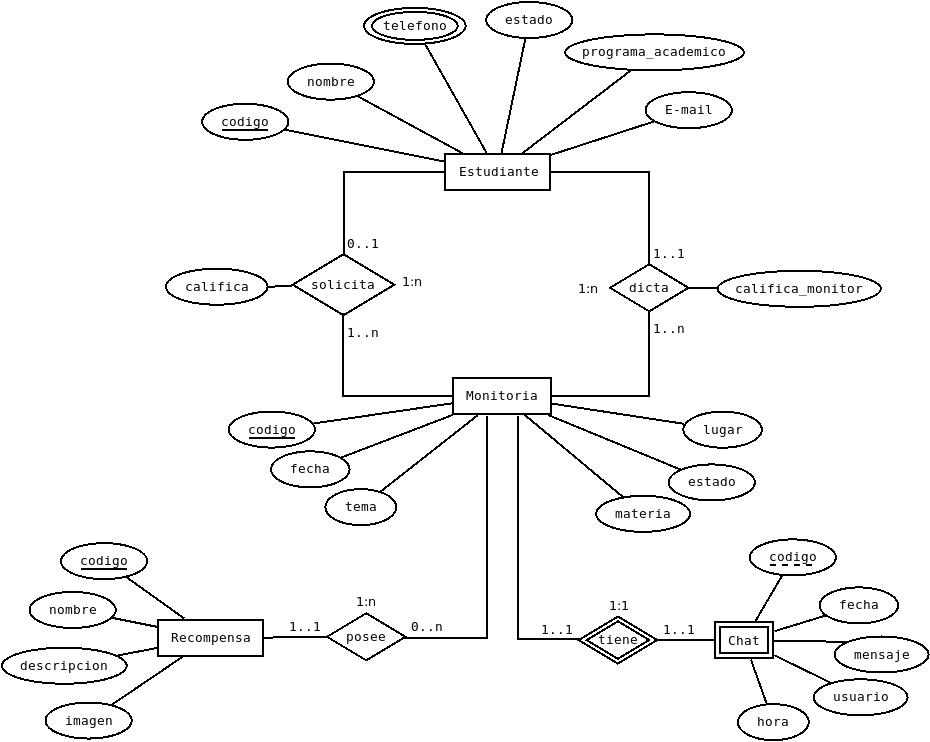 estado
telefono
programa_academico
nombre
E-mail
codigo
Estudiante
0..1
1..1
califica
solicita
1:n
1:n
dicta
califica_monitor
1..n
1..n
Monitoria
codigo
lugar
fecha
estado
tema
materia
codigo
codigo
nombre
1:n
1:1
fecha
Recompensa
1..1
posee
0..n
1..1
tiene
1..1
Chat
descripcion
mensaje
usuario
imagen
hora